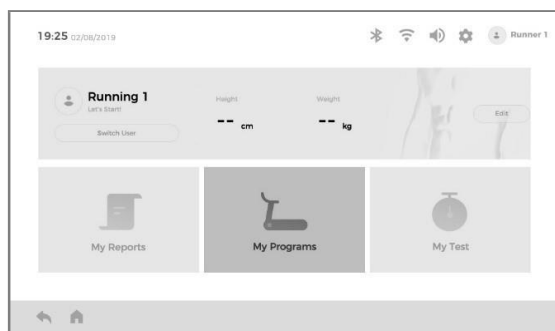 19:25 02/08/2019
Runner 1
Running 1
Let's Start!
Switch User
Height
-- cm
Weight
-- kg
Edit
My Reports
My Programs
My Test